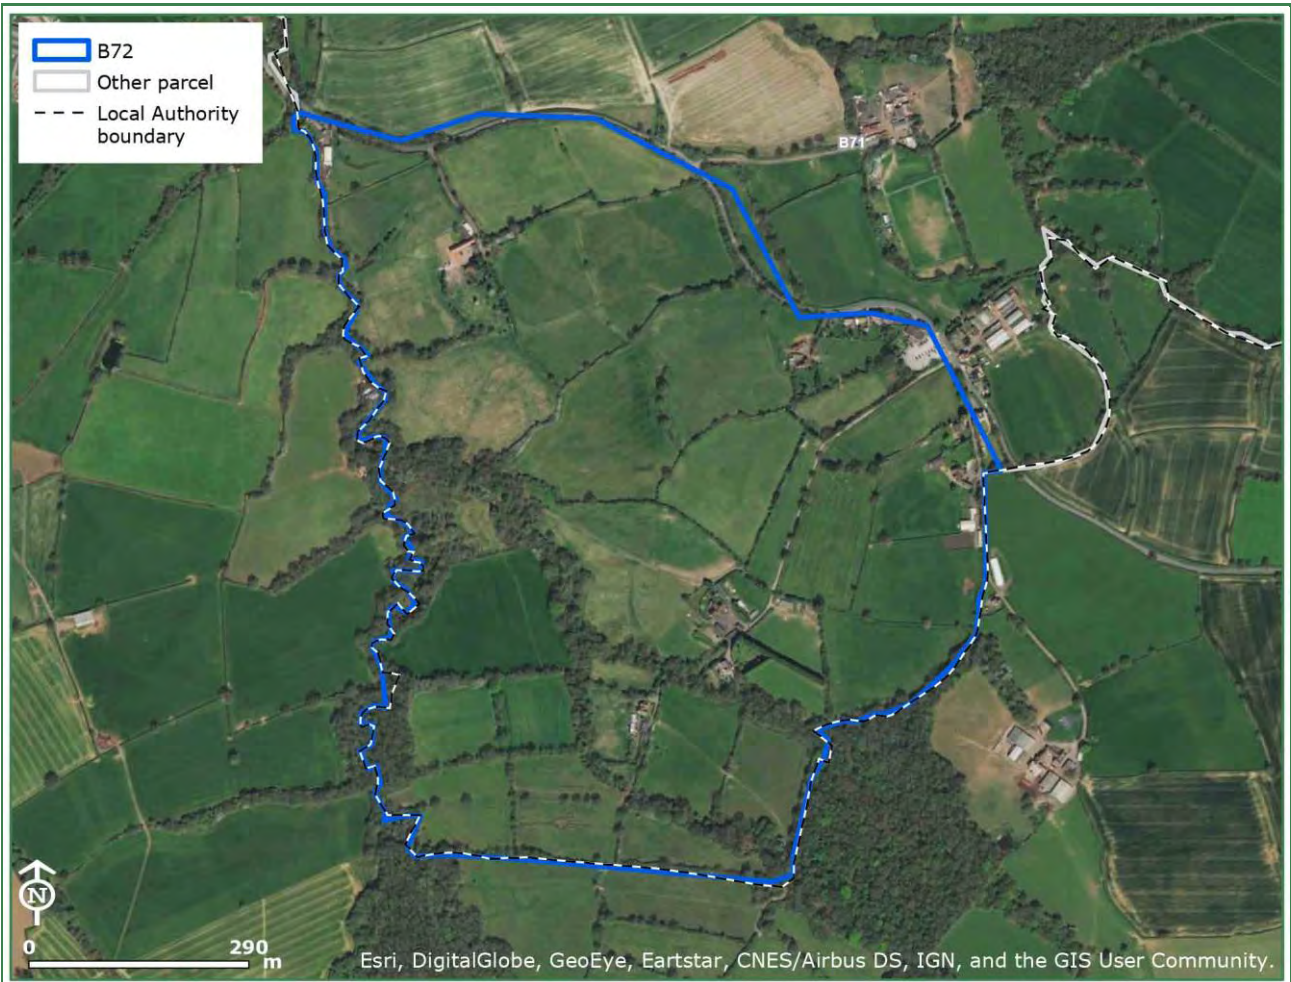 B72
Other parcel
Local Authority
boundary
B71
N
0 290
m
Esri, DigitalGlobe, GeoEye, Eartstar, CNES/Airbus DS, IGN, and the GIS User Community.